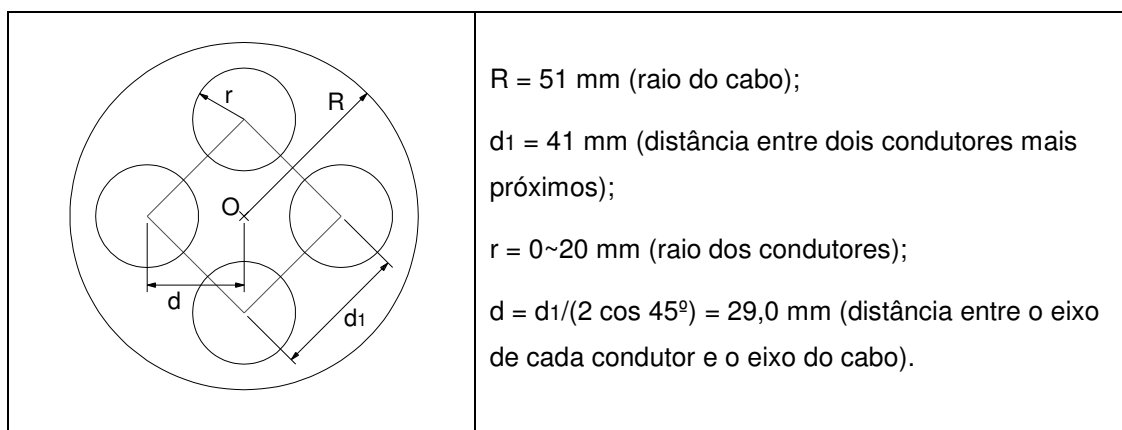 r
R
O
d
d1
R = 51 mm (raio do cabo);
d1 = 41 mm (distância entre dois condutores mais
próximos);
r = 0~20 mm (raio dos condutores);
d = d1/(2 cos 45º) = 29,0 mm (distância entre o eixo
de cada condutor e o eixo do cabo).